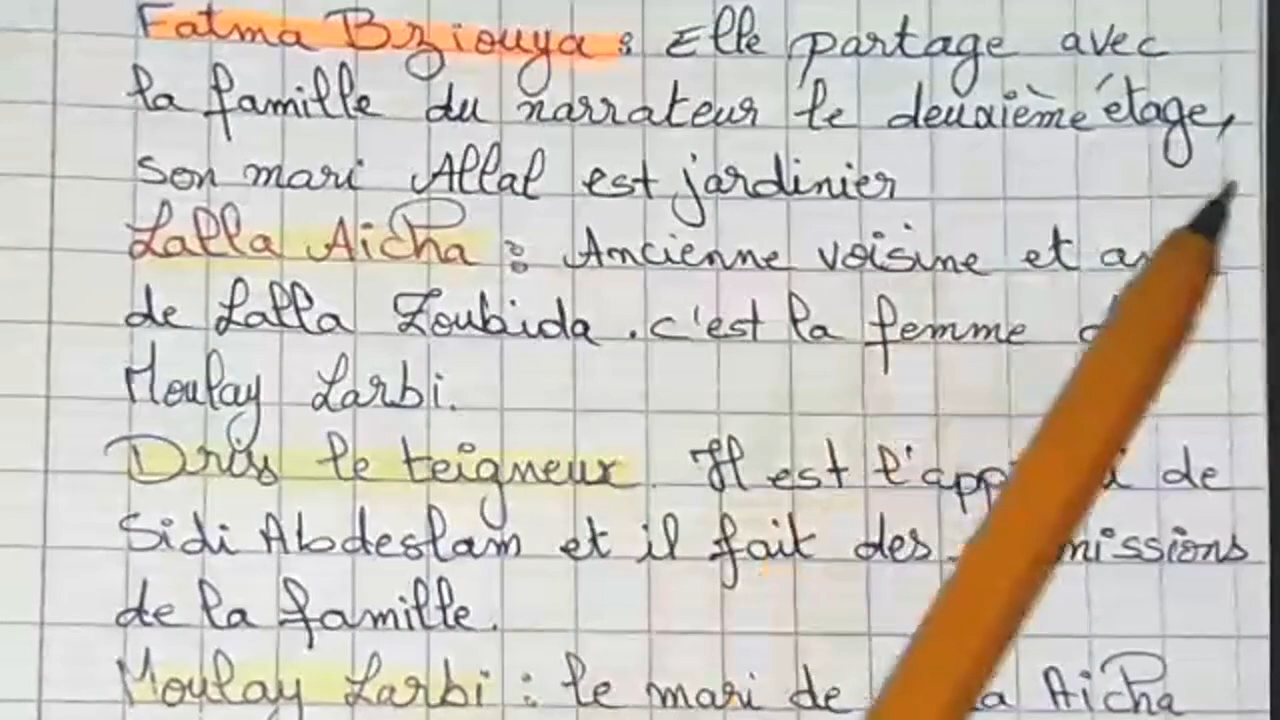 Fatma Bziouya : Elle partage avec
la famille du narrateur le deuxième étage,
son mari Allal est jardinier
Lalla Aicha : Ancienne voisine et
de Lalla Zoubida . c'est la femme
Moulay Larbi.
Driss le teigneux Il est de
Sidi Abdeslam et il fait des
de la famille.
Moulay Larbi : le mari de Aicha